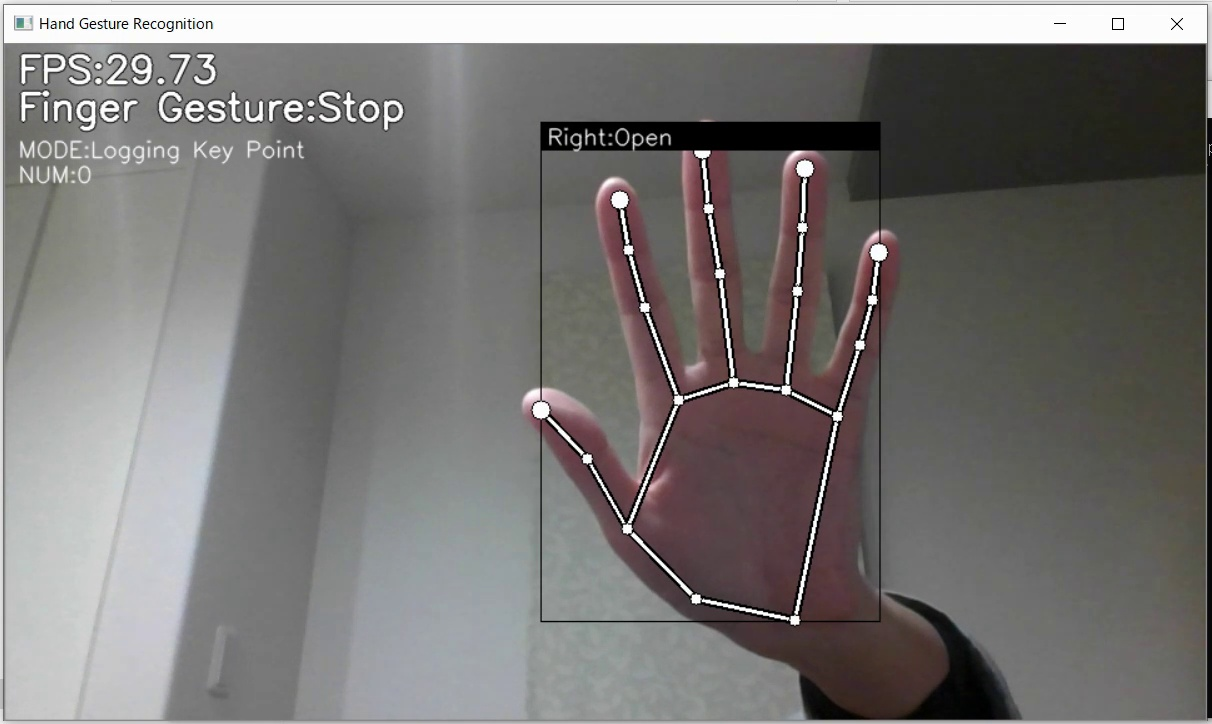 Hand Gesture Recognition
FPS:29.73
Finger Gesture:Stop
MODE:Logging Key Point
NUM:0
Right:Open